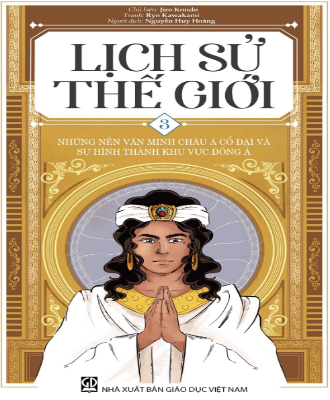 Chủ biên: Jiro Kondo
Tranh: Ryo Kawakami
Người dịch: Nguyễn Huy Hoàng
LỊCH SỬ
THẾ GIỚI
3
NHỮNG NỀN VĂN MINH CHÂU Á CỔ ĐẠI VÀ
SỰ HÌNH THÀNH KHU VỰC ĐÔNG Á
GD
NHÀ XUẤT BẢN GIÁO DỤC VIỆT NAM